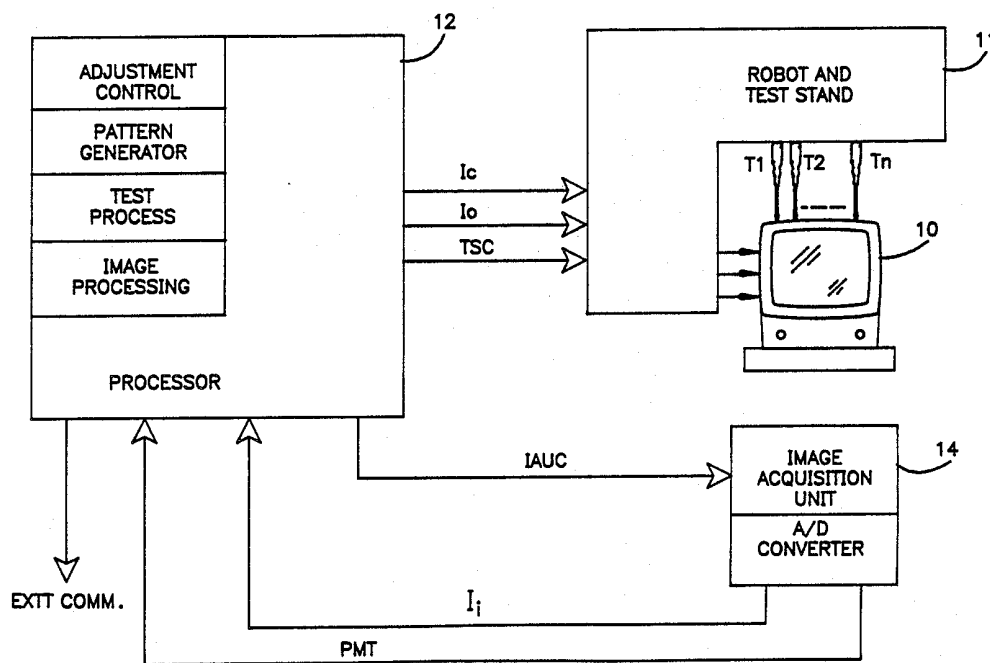 12
ADJUSTMENT
CONTROL
PATTERN
GENERATOR
TEST
PROCESS
IMAGE
PROCESSING
PROCESSOR
Ic
Io
TSC
ROBOT AND
TEST STAND
11
T1
T2
Tn
10
IAUC
IMAGE
ACQUISITION
UNIT
14
A/D
CONVERTER
EXTT COMM.
Ii
PMT